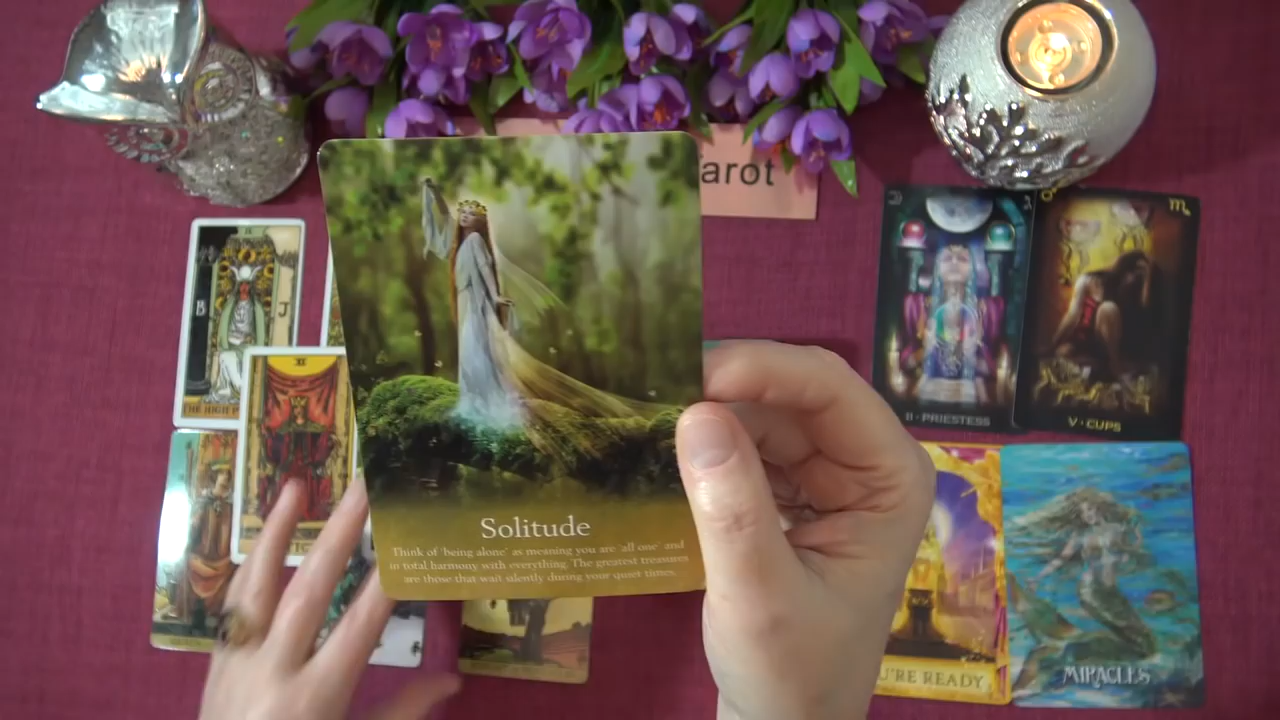 arot
B
J
THE HIGH P
XI
Solitude
Think of 'being alone' as meaning you are 'all one' and
in total harmony with everything. The greatest treasures
are those that wait silently during your quiet times.
II · PRIESTESS
V · CUPS
U'RE READY
MIRACLES